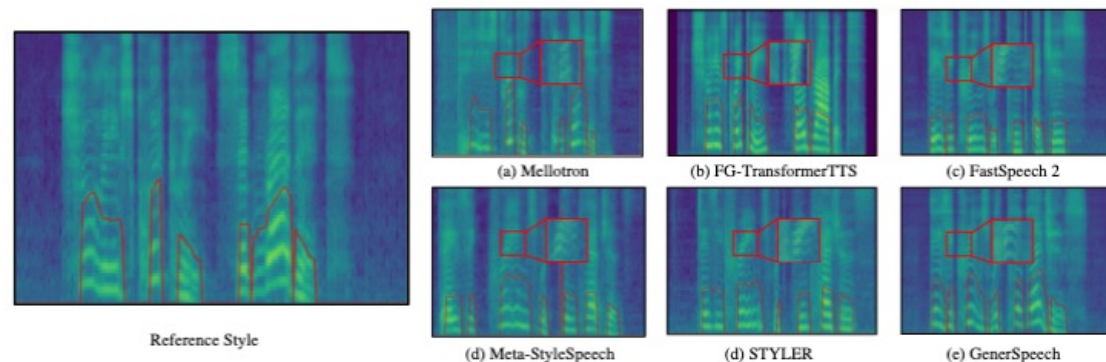 (a) Mellotron
(b) FG-TransformerTTS
(c) FastSpeech 2
Reference Style
(d) Meta-StyleSpeech
(d) STYLER
(e) GenerSpeech